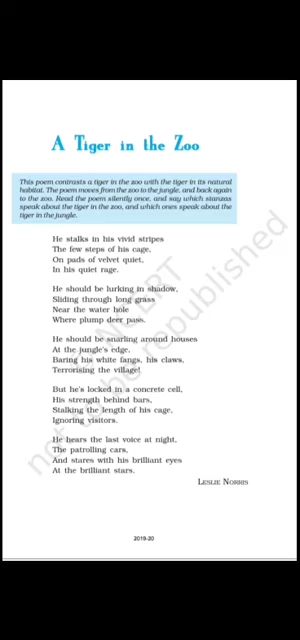 A Tiger in the Zoo
This poem contrasts a tiger in the zoo with the tiger in its natural
habitat. The poem moves from the zoo to the jungle, and back again
to the zoo. Read the poem silently once, and say which stanzas
speak about the tiger in the zoo, and which ones speak about the
tiger in the jungle.
He stalks in his vivid stripes
The few steps of his cage,
On pads of velvet quiet,
In his quiet rage.
He should be lurking in shadow,
Sliding through long grass
Near the water hole
Where plump deer pass.
He should be snarling around houses
At the jungle's edge,
Baring his white fangs, his claws,
Terrorising the village!
But he's locked in a concrete cell,
His strength behind bars,
Stalking the length of his cage,
Ignoring visitors.
He hears the last voice at night,
The patrolling cars,
And stares with his brilliant eyes
At the brilliant stars.
LESLIE NORRIS
NCERT
not to be republished
2019-20